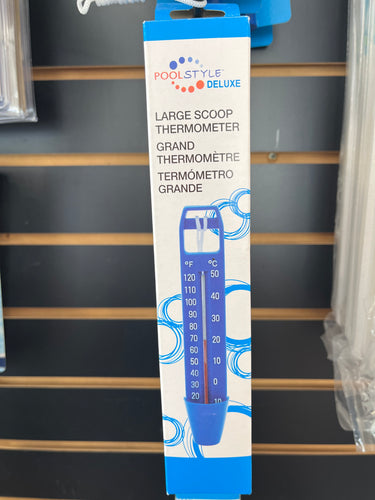 POOLSTYLE
DELUXE
LARGE SCOOP
THERMOMETER
GRAND
THERMOMÈTRE
TERMÓMETRO
GRANDE
°F °C
120 50
110
100 40
90
80 30
70 20
60
50 10
40
30 0
20 10